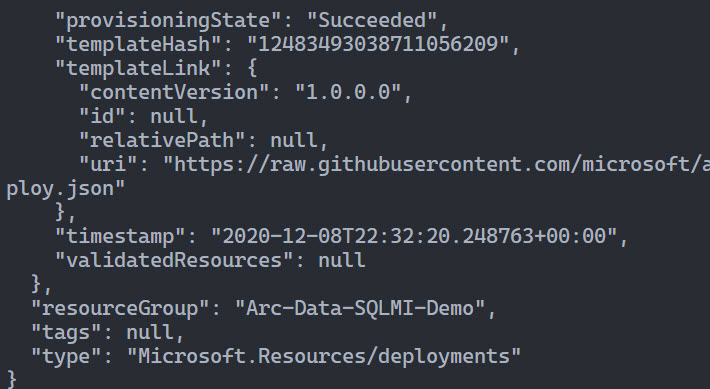 "provisioningState": "Succeeded",
"templateHash": "12483493038711056209",
"templateLink": {
"contentVersion": "1.0.0.0",
"id": null,
"relativePath": null,
"uri": "https://raw.githubusercontent.com/microsoft/a
ploy.json"
},
"timestamp": "2020-12-08T22:32:20.248763+00:00",
"validatedResources": null
},
"resourceGroup": "Arc-Data-SQLMI-Demo",
"tags": null,
"type": "Microsoft.Resources/deployments"
}